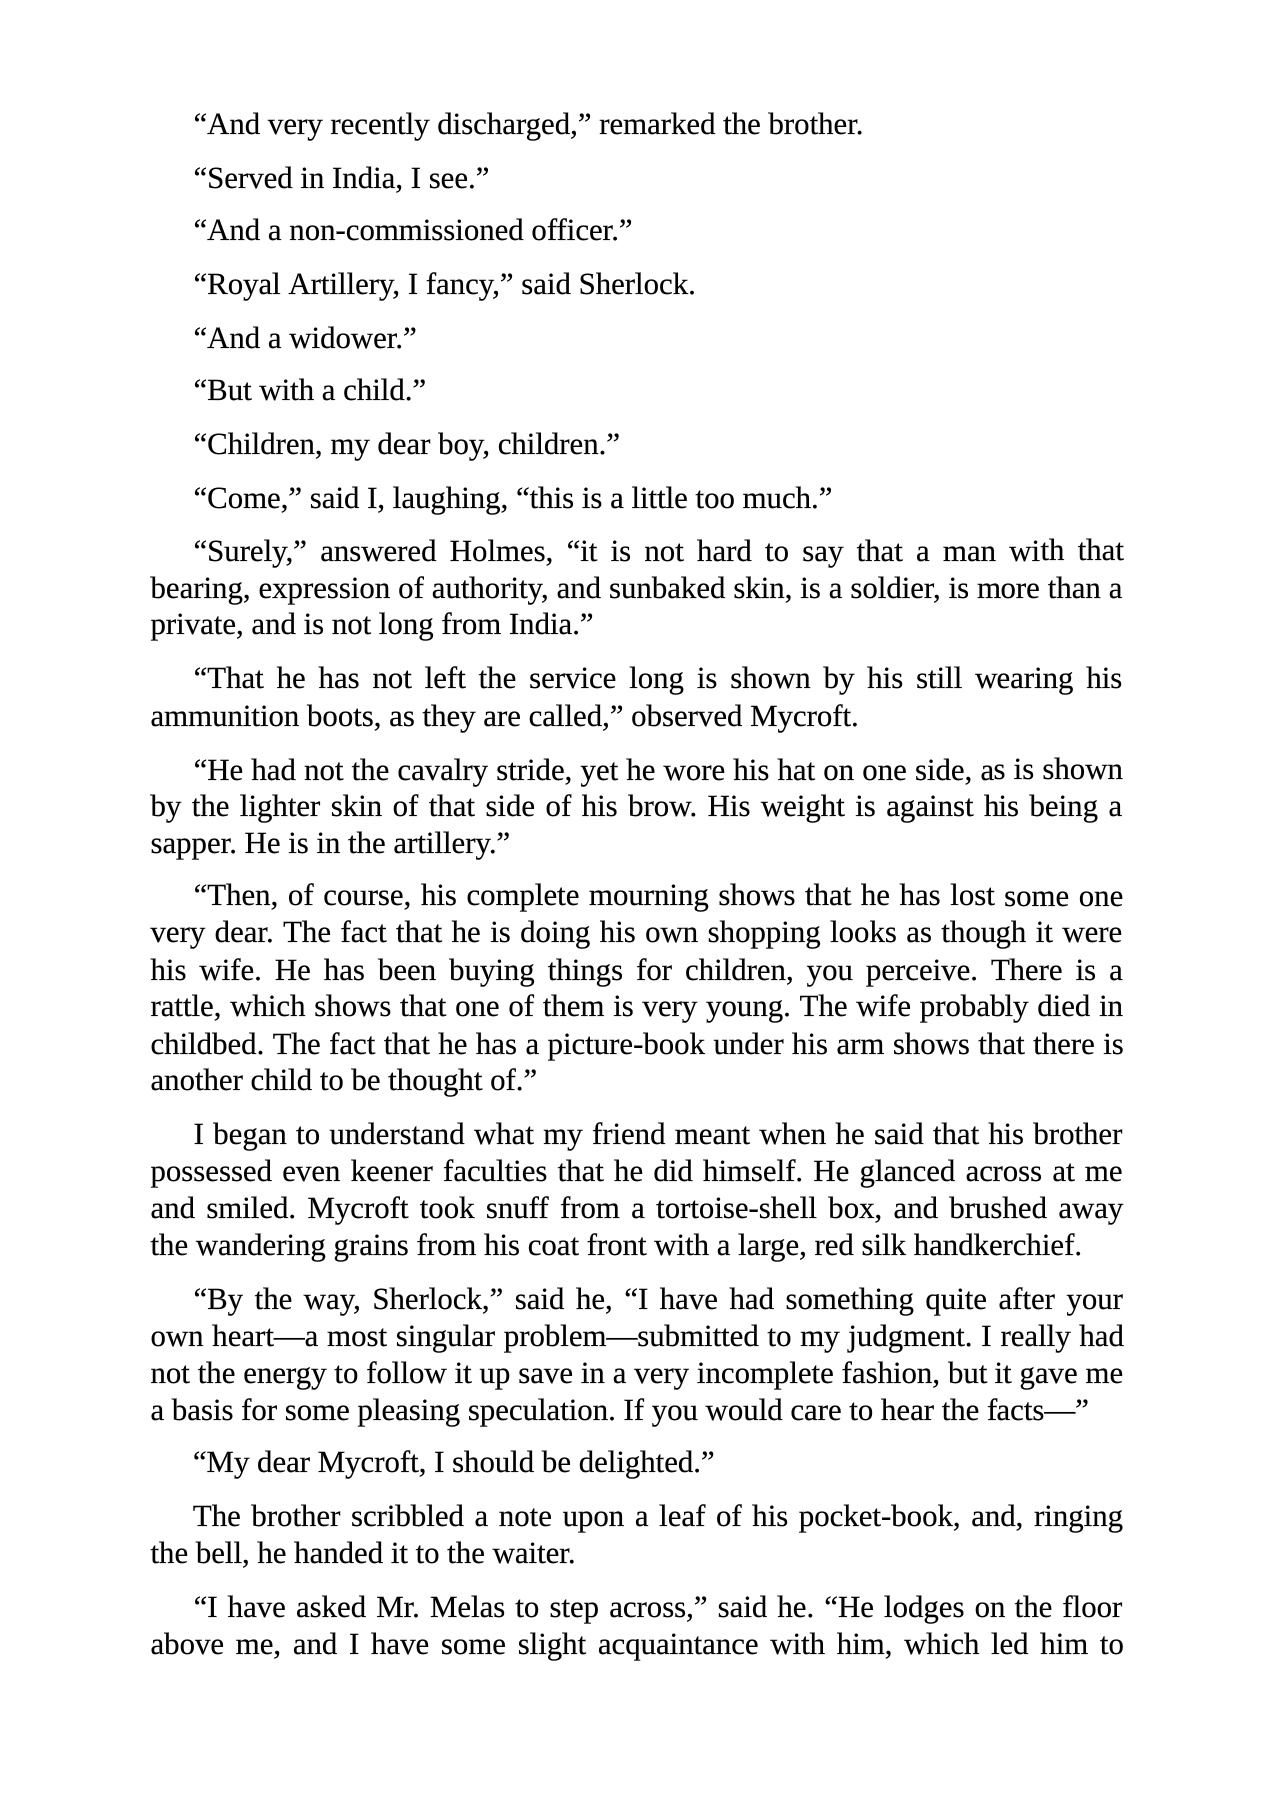 “And very recently discharged,” remarked the brother.
“Served in India, I see.”
“And a non-commissioned officer.”
“Royal Artillery, I fancy,” said Sherlock.
“And a widower.”
“But with a child.”
“Children, my dear boy, children.”
“Come,” said I, laughing, “this is a little too much.”
“Surely,” answered Holmes, “it is not hard to say that a man with that
bearing, expression of authority, and sunbaked skin, is a soldier, is more than a
private, and is not long from India.”
“That he has not left the service long is shown by his still wearing his
ammunition boots, as they are called,” observed Mycroft.
“He had not the cavalry stride, yet he wore his hat on one side, as is shown
by the lighter skin of that side of his brow. His weight is against his being a
sapper. He is in the artillery.”
“Then, of course, his complete mourning shows that he has lost some one
very dear. The fact that he is doing his own shopping looks as though it were
his wife. He has been buying things for children, you perceive. There is a
rattle, which shows that one of them is very young. The wife probably died in
childbed. The fact that he has a picture-book under his arm shows that there is
another child to be thought of.”
I began to understand what my friend meant when he said that his brother
possessed even keener faculties that he did himself. He glanced across at me
and smiled. Mycroft took snuff from a tortoise-shell box, and brushed away
the wandering grains from his coat front with a large, red silk handkerchief.
“By the way, Sherlock,” said he, “I have had something quite after your
own heart—a most singular problem—submitted to my judgment. I really had
not the energy to follow it up save in a very incomplete fashion, but it gave me
a basis for some pleasing speculation. If you would care to hear the facts—”
“My dear Mycroft, I should be delighted.”
The brother scribbled a note upon a leaf of his pocket-book, and, ringing
the bell, he handed it to the waiter.
“I have asked Mr. Melas to step across,” said he. “He lodges on the floor
above me, and I have some slight acquaintance with him, which led him to